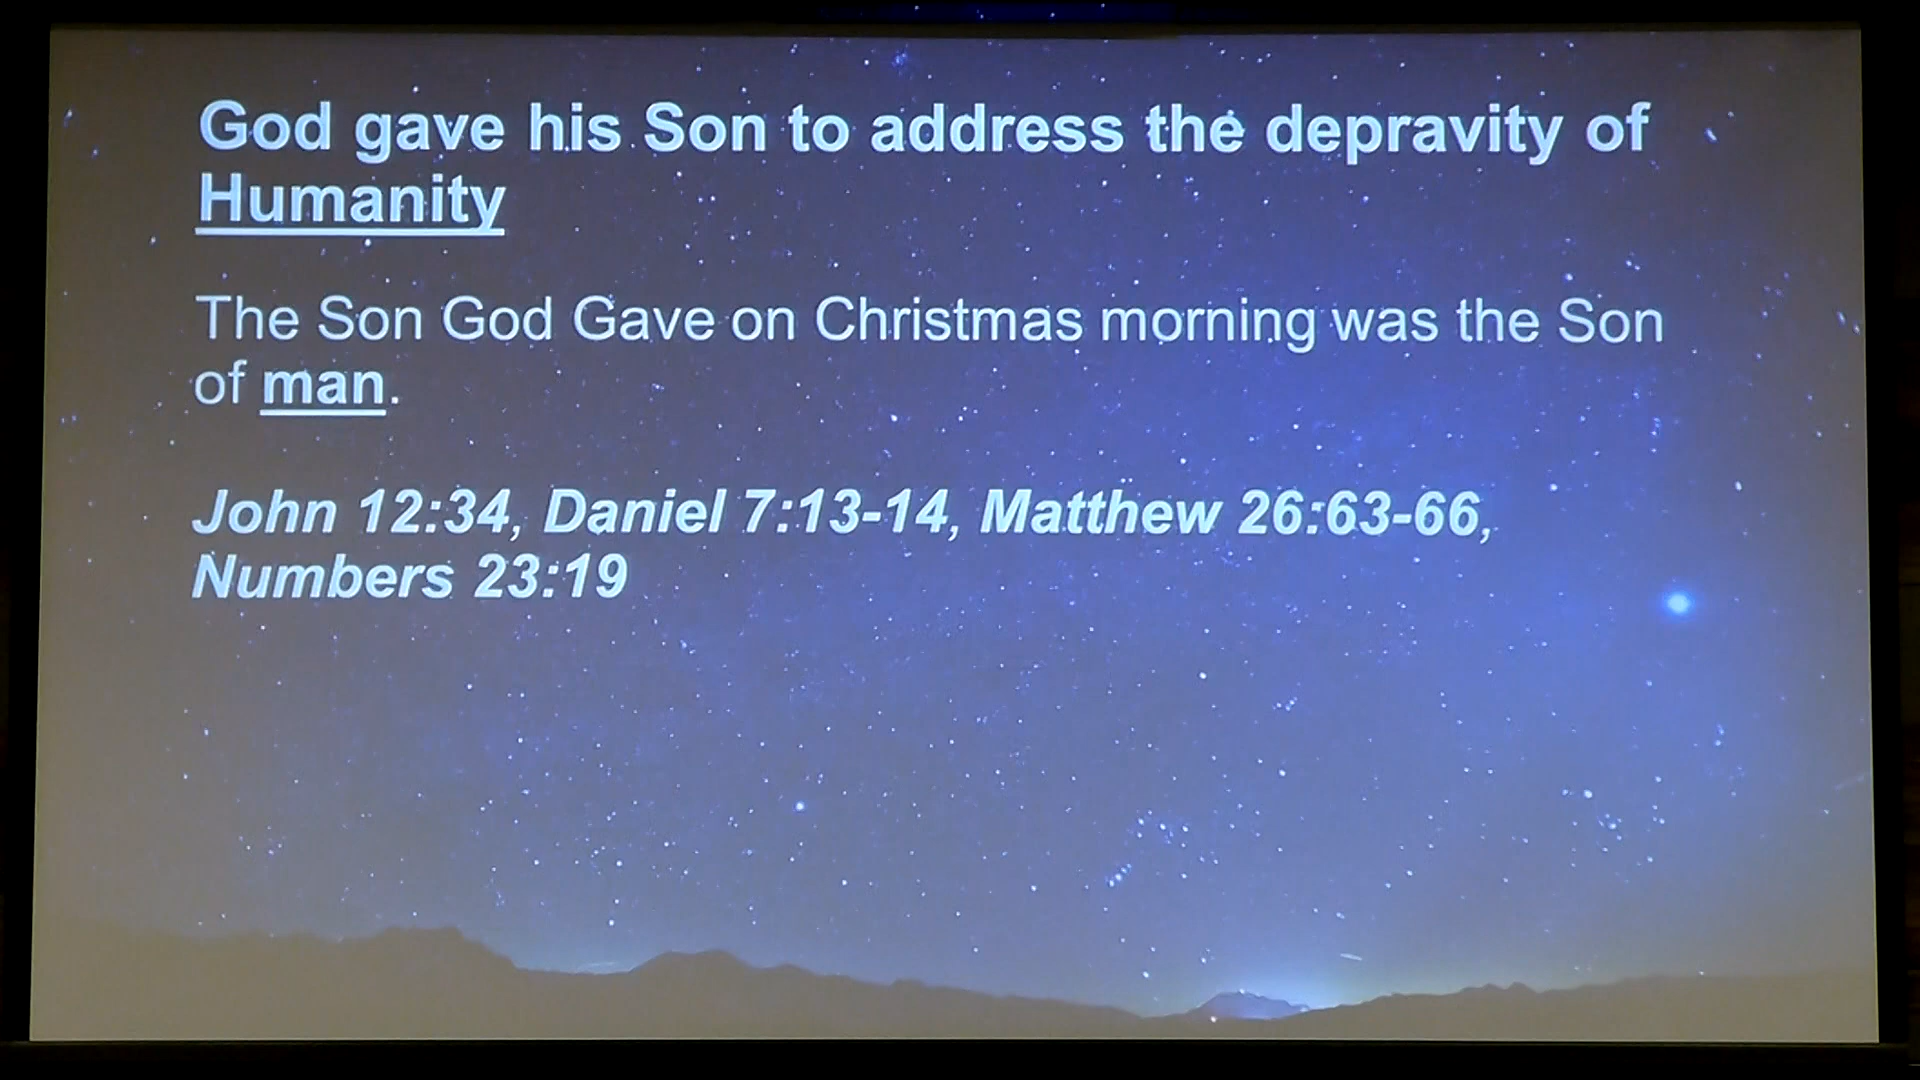 God gave his Son to address the depravity of
Humanity
The Son God Gave on Christmas morning was the Son
of man.
John 12:34, Daniel 7:13-14, Matthew 26:63-66,
Numbers 23:19